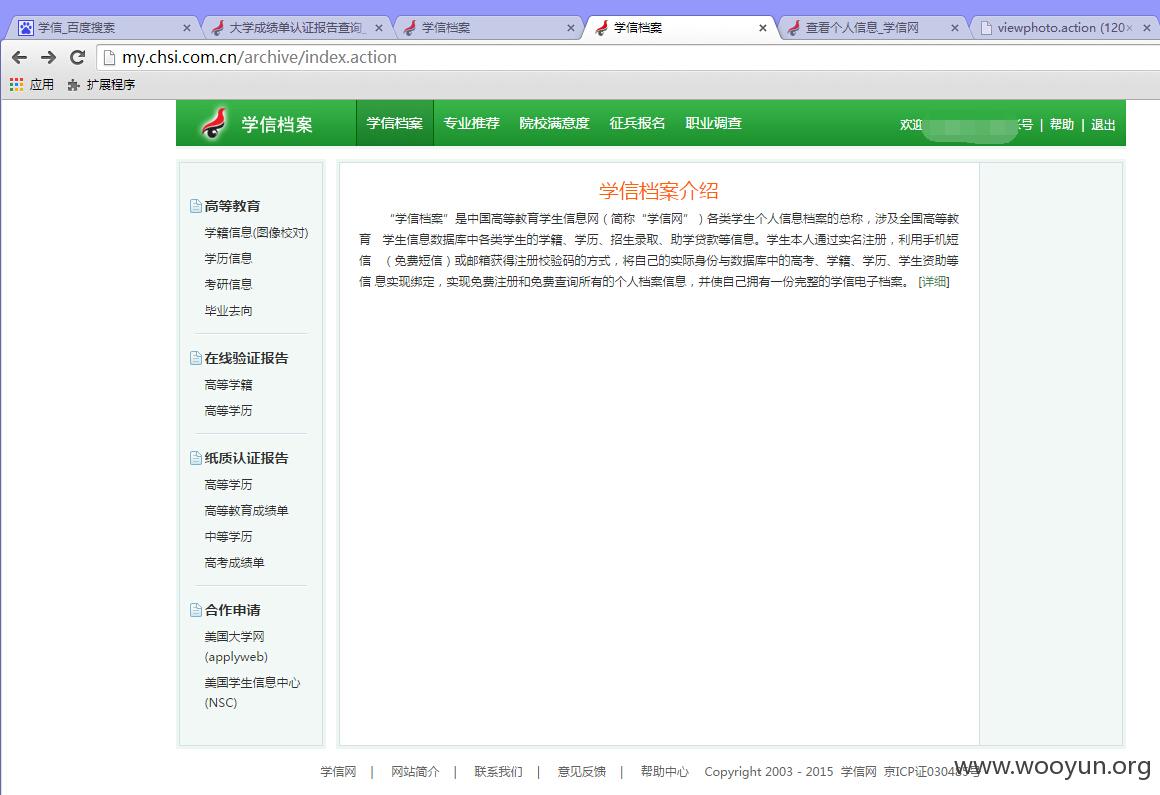 学信_百度搜索
大学成绩单认证报告查询_
学信档案
学信档案
查看个人信息_学信网
viewphoto.action (120×
my.chsi.com.cn/archive/index.action
应用 扩展程序
学信档案
学信档案 专业推荐 院校满意度 征兵报名 职业调查
欢迎 号 | 帮助 | 退出
高等教育
学籍信息(图像校对)
学历信息
考研信息
毕业去向
在线验证报告
高等学籍
高等学历
纸质认证报告
高等学历
高等教育成绩单
中等学历
高考成绩单
合作申请
美国大学网
(applyweb)
美国学生信息中心
(NSC)
学信档案介绍
“学信档案”是中国高等教育学生信息网（简称“学信网”）各类学生个人信息档案的总称，涉及全国高等教
育 学生信息数据库中各类学生的学籍、学历、招生录取、助学贷款等信息。学生本人通过实名注册，利用手机短
信 （免费短信）或邮箱获得注册校验码的方式，将自己的实际身份与数据库中的高考、学籍、学历、学生资助等
信 息实现绑定，实现免费注册和免费查询所有的个人档案信息，并使自己拥有一份完整的学信电子档案。 [详细]
学信网 | 网站简介 | 联系我们 | 意见反馈 | 帮助中心 Copyright 2003 - 2015 学信网 京ICP证030485号
www.wooyun.org